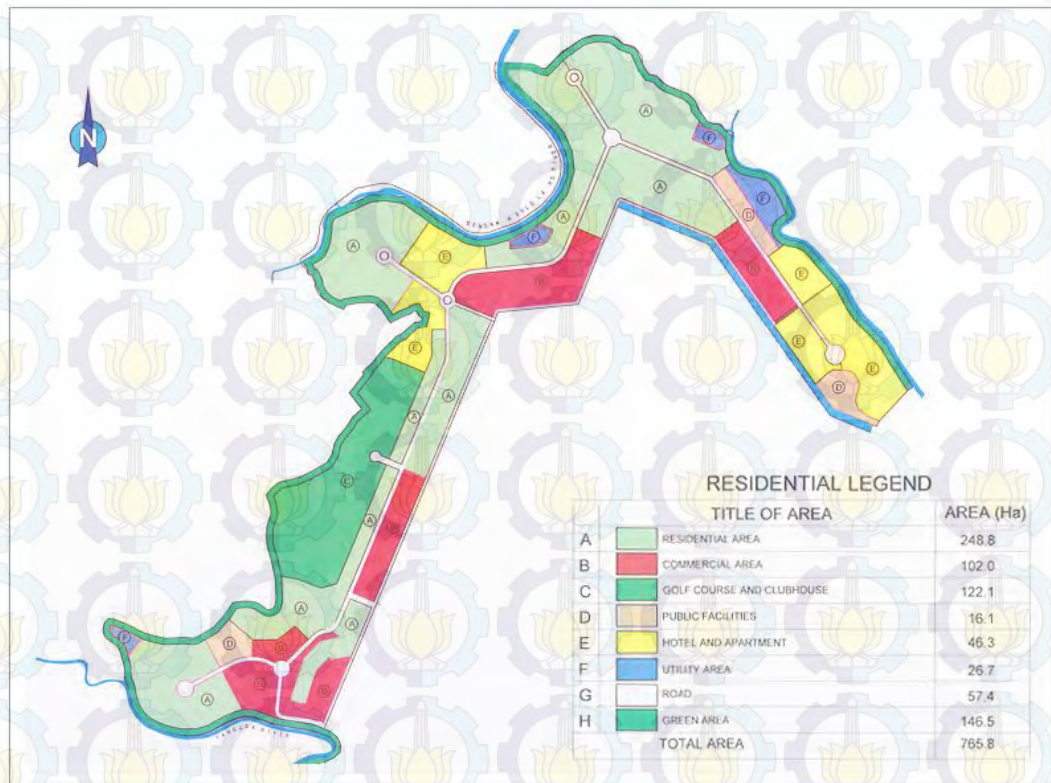 N
RESIDENTIAL LEGEND
TITLE OF AREA AREA (Ha)
A RESIDENTIAL AREA 248.8
B COMMERCIAL AREA 102.0
C GOLF COURSE AND CLUBHOUSE 122.1
D PUBLIC FACILITIES 16.1
E HOTEL AND APARTMENT 46.3
F UTILITY AREA 26.7
G ROAD 57.4
H GREEN AREA 146.5
TOTAL AREA 765.8
A
F
A
F
D
A
F
A
E
B
E
B
E
E
E
D
A
A
C
A
B
A
A
F
D
B
A
B
B